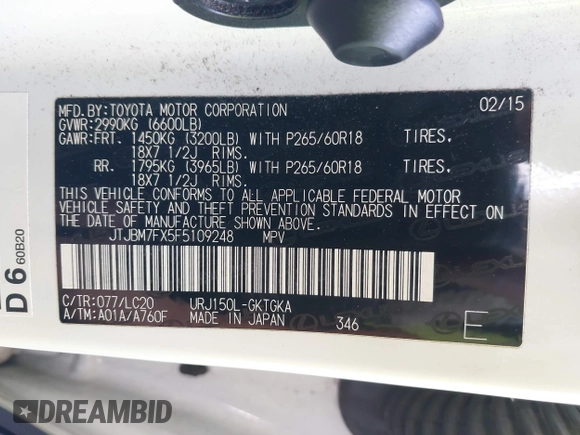 MFD.BY:TOYOTA MOTOR CORPORATION 02/15
GVWR:2990KG (6600LB)
GAWR:FRT. 1450KG (3200LB) WITH P265/60R18 TIRES.
18X7 1/2J RIMS.
RR. 1795KG (3965LB) WITH P265/60R18 TIRES.
18X7 1/2J RIMS.
THIS VEHICLE CONFORMS TO ALL APPLICABLE FEDERAL MOTOR
VEHICLE SAFETY AND THEFT PREVENTION STANDARDS IN EFFECT ON
THE DATE OF MANUFACTURE SHOWN ABOVE.
JTJBM7FX5F5109248 MPV
C/TR:077/LC20 URJ150L-GKTGKA
A/TM:A01A/A760F MADE IN JAPAN 346 E
D 6 60B20
DREAMBID